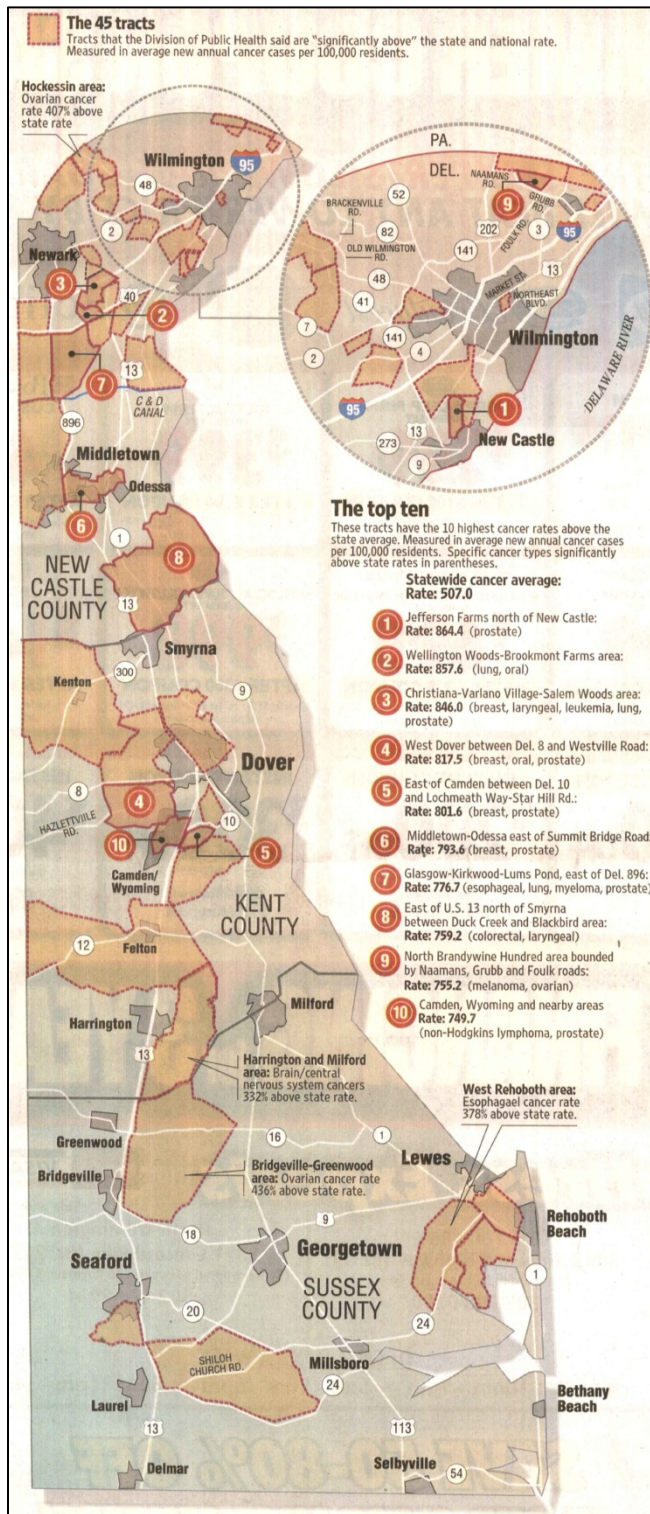 The 45 tracts
Tracts that the Division of Public Health said are "significantly above" the state and national rate.
Measured in average new annual cancer cases per 100,000 residents.
Hockessin area:
Ovarian cancer
rate 407% above
state rate
Wilmington
95
48
2
Newark
3
40
2
13
7
C & D
CANAL
896
Middletown
Odessa
6
1
8
NEW
CASTLE
COUNTY
13
Smyrna
300
Kenton
9
Dover
8
4
10
HAZLETTVIILE
RD.
10
5
Camden/
Wyoming
KENT
COUNTY
12
Felton
Harrington
Milford
13
Harrington and Milford
area: Brain/central
nervous system cancers
332% above state rate.
Greenwood
16
1
Bridgeville
Bridgeville-Greenwood
area: Ovarian cancer rate
436% above state rate.
West Rehoboth area:
Esophagael cancer rate
378% above state rate.
Lewes
Rehoboth
Beach
9
18
Georgetown
Seaford
SUSSEX
COUNTY
1
20
24
SHILOH
CHURCH RD.
Millsboro
24
Laurel
Bethany
Beach
13
113
Delmar
Selbyville
54
PA.
DEL.
NAAMANS
RD.
9
GRUBB
RD.
BRACKENVILLE
RD.
52
202
FOULK RD.
3
95
82
OLD WILMINGTON
RD.
141
13
48
MARKET ST.
NORTHEAST
BLVD.
41
7
141
4
Wilmington
2
DELAWARE RIVER
95
1
13
273
New Castle
9
The top ten
These tracts have the 10 highest cancer rates above the
state average. Measured in average new annual cancer cases
per 100,000 residents. Specific cancer types significantly
above state rates in parentheses.
Statewide cancer average:
Rate: 507.0
1 Jefferson Farms north of New Castle:
Rate: 864.4 (prostate)
2 Wellington Woods-Brookmont Farms area:
Rate: 857.6 (lung, oral)
3 Christiana-Varlano Village-Salem Woods area:
Rate: 846.0 (breast, laryngeal, leukemia, lung,
prostate)
4 West Dover between Del. 8 and Westville Road:
Rate: 817.5 (breast, oral, prostate)
5 East of Camden between Del. 10
and Lochmeath Way-Star Hill Rd.:
Rate: 801.6 (breast, prostate)
6 Middletown-Odessa east of Summit Bridge Road:
Rate: 793.6 (breast, prostate)
7 Glasgow-Kirkwood-Lums Pond, east of Del. 896:
Rate: 776.7 (esophageal, lung, myeloma, prostate)
8 East of U.S. 13 north of Smyrna
between Duck Creek and Blackbird area:
Rate: 759.2 (colorectal, laryngeal)
9 North Brandywine Hundred area bounded
by Naamans, Grubb and Foulk roads:
Rate: 755.2 (melanoma, ovarian)
10 Camden, Wyoming and nearby areas
Rate: 749.7
(non-Hodgkins lymphoma, prostate)